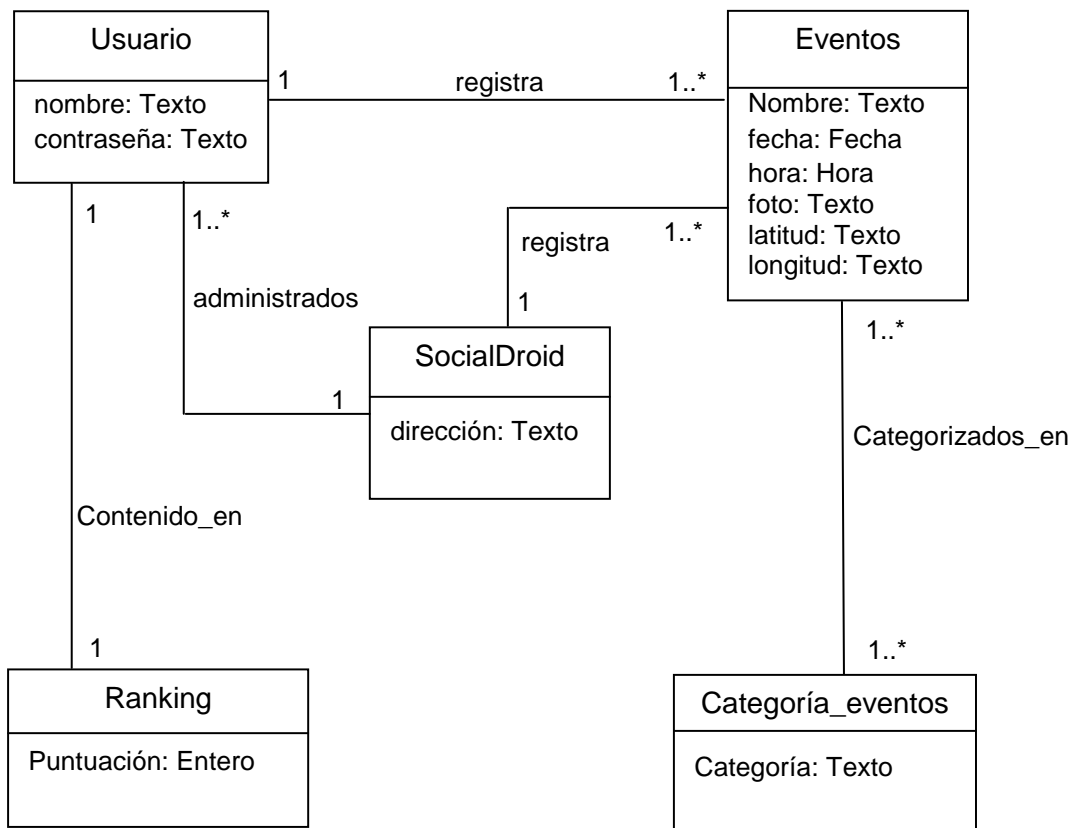 Usuario
nombre: Texto
contraseña: Texto
1
registra
1..*
Eventos
Nombre: Texto
fecha: Fecha
hora: Hora
foto: Texto
latitud: Texto
longitud: Texto
1
1..*
administrados
registra
1..*
1
SocialDroid
dirección: Texto
1
1..*
Categorizados_en
Contenido_en
1
1..*
Ranking
Puntuación: Entero
Categoría_eventos
Categoría: Texto